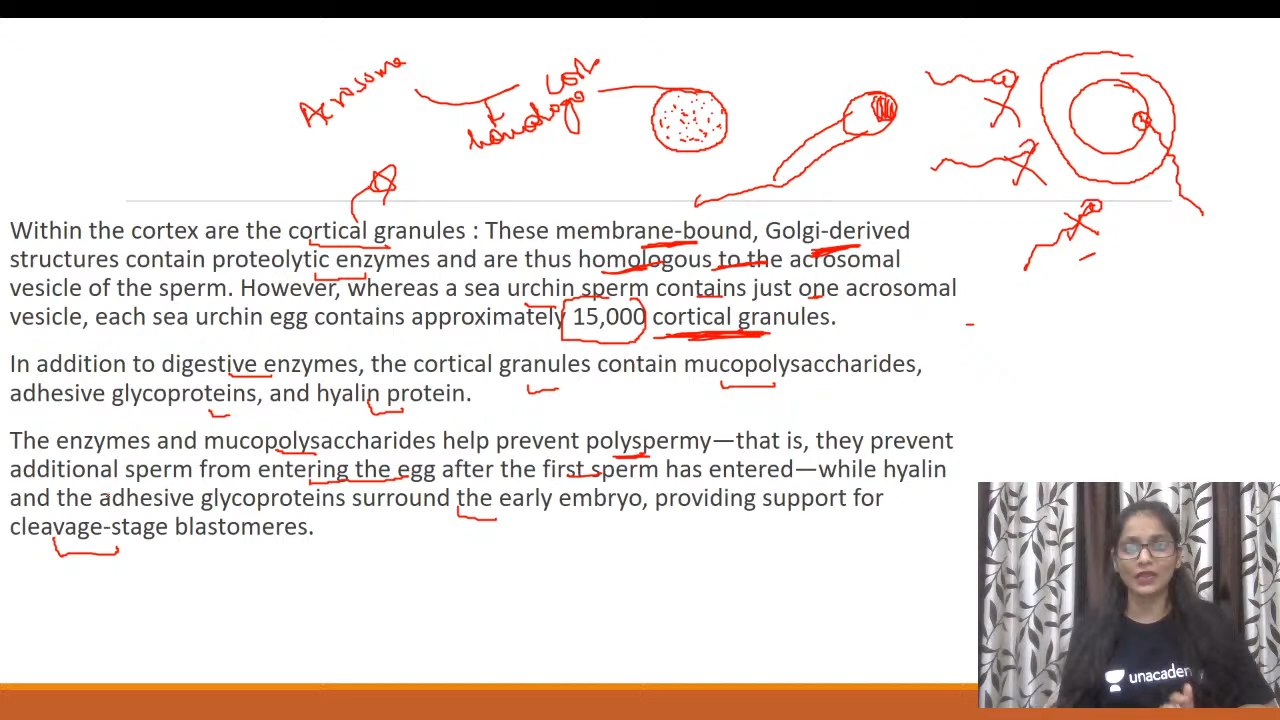 Acrosome
homologo
Within the cortex are the cortical granules : These membrane-bound, Golgi-derived
structures contain proteolytic enzymes and are thus homologous to the acrosomal
vesicle of the sperm. However, whereas a sea urchin sperm contains just one acrosomal
vesicle, each sea urchin egg contains approximately 15,000 cortical granules.
In addition to digestive enzymes, the cortical granules contain mucopolysaccharides,
adhesive glycoproteins, and hyalin protein.
The enzymes and mucopolysaccharides help prevent polyspermy—that is, they prevent
additional sperm from entering the egg after the first sperm has entered—while hyalin
and the adhesive glycoproteins surround the early embryo, providing support for
cleavage-stage blastomeres.
unacadem